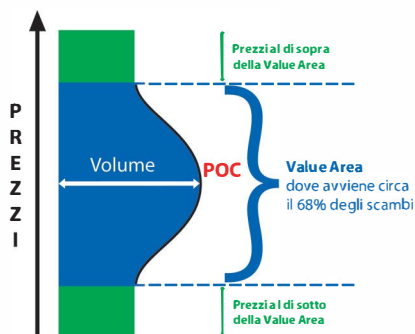 Prezzi al di sopra
della Value Area
PREZZI
Volume
POC
Value Area
dove avviene circa
il 68% degli scambi
Prezzi al di sotto
della Value Area